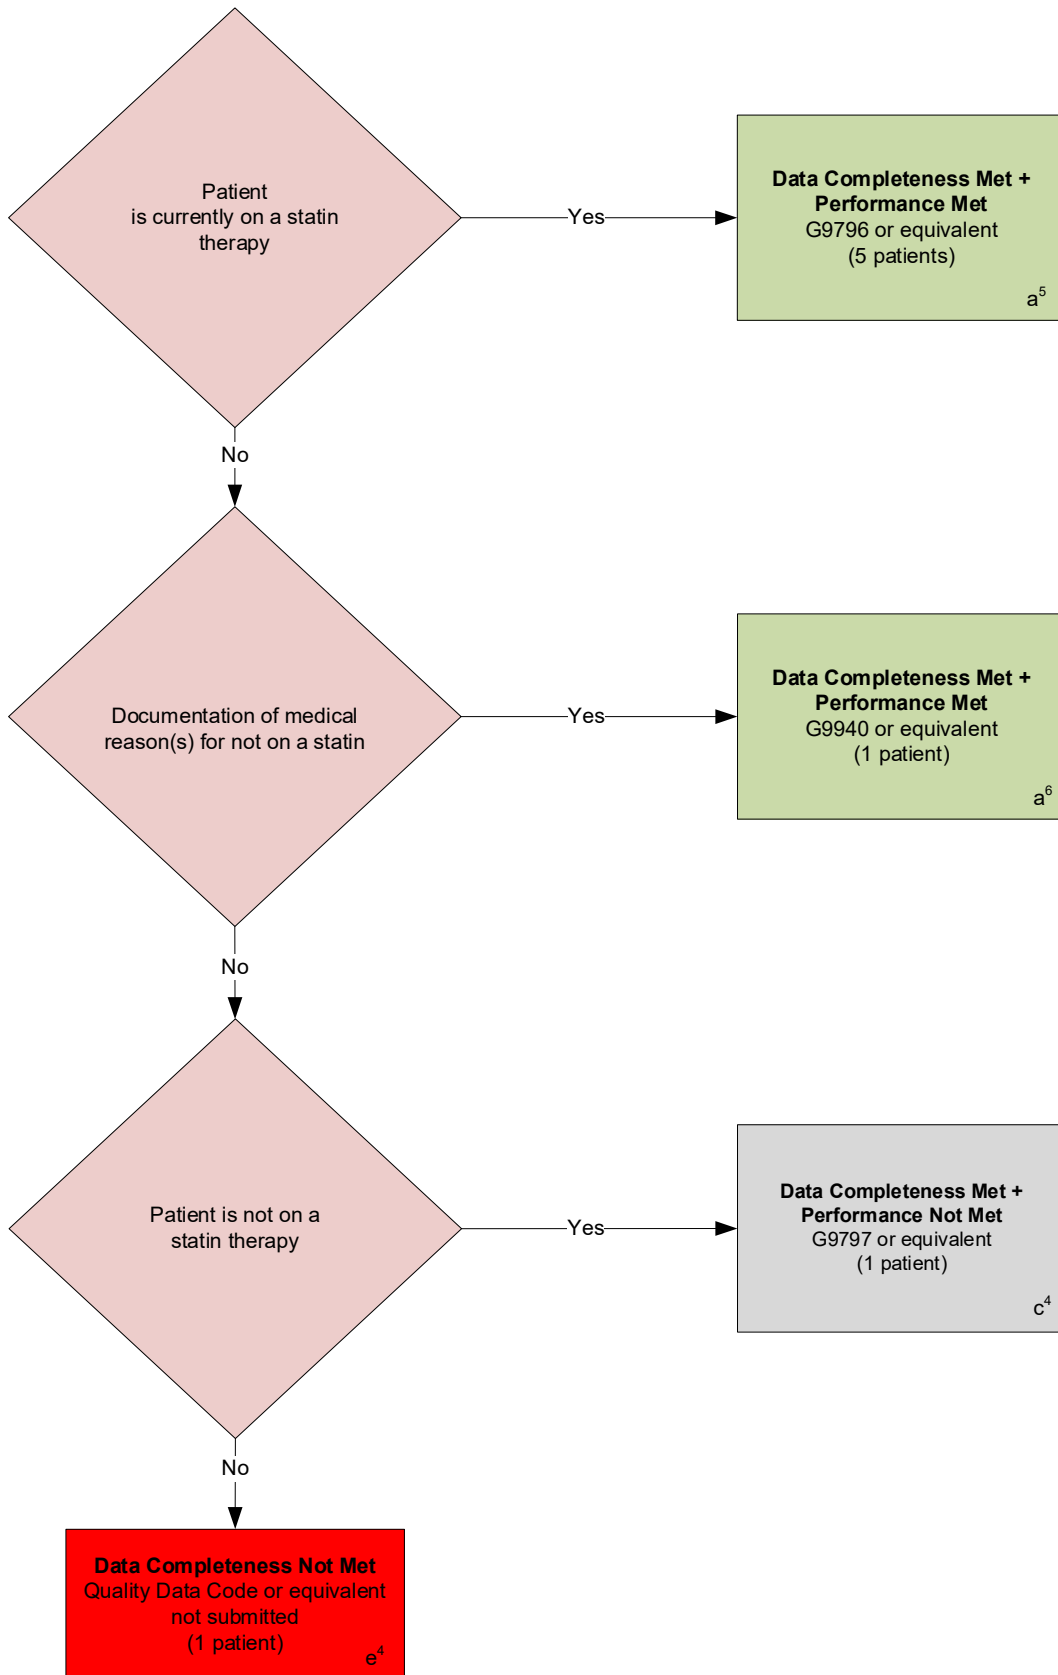 Patient
is currently on a statin
therapy
Yes
Data Completeness Met +
Performance Met
G9796 or equivalent
(5 patients)
a⁵
No
Documentation of medical
reason(s) for not on a statin
Yes
Data Completeness Met +
Performance Met
G9940 or equivalent
(1 patient)
a⁶
No
Patient is not on a
statin therapy
Yes
Data Completeness Met +
Performance Not Met
G9797 or equivalent
(1 patient)
c⁴
No
Data Completeness Not Met
Quality Data Code or equivalent
not submitted
(1 patient)
e⁴